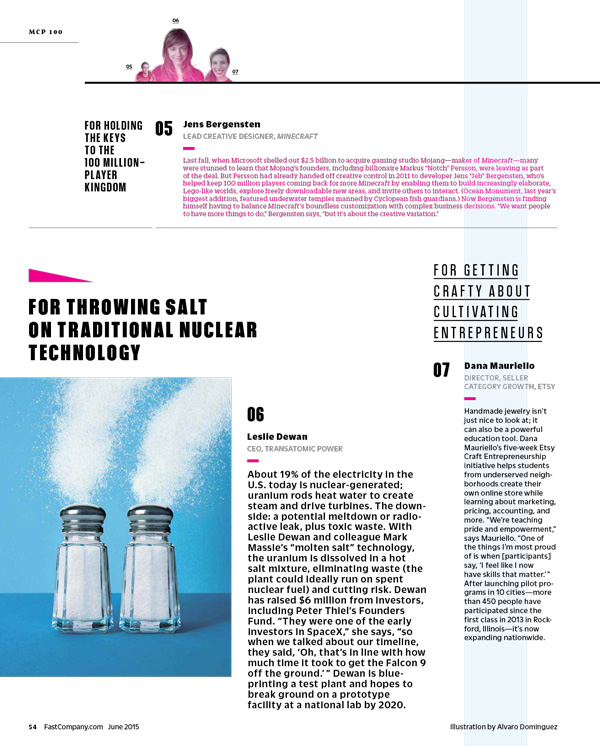 MCP 100
06
05
07
FOR HOLDING
THE KEYS
TO THE
100 MILLION–
PLAYER
KINGDOM
05
Jens Bergensten
LEAD CREATIVE DESIGNER, MINECRAFT
Last fall, when Microsoft shelled out $2.5 billion to acquire gaming studio Mojang—maker of Minecraft—many
were stunned to learn that Mojang's founders, including billionaire Markus "Notch" Persson, were leaving as part
of the deal. But Persson had already handed off creative control in 2011 to developer Jens "Jeb" Bergensten, who's
helped keep 100 million players coming back for more Minecraft by enabling them to build increasingly elaborate,
Lego-like worlds, explore freely downloadable new areas, and invite others to interact. (Ocean Monument, last year's
biggest addition, featured underwater temples manned by Cyclopean fish guardians.) Now Bergensten is finding
himself having to balance Minecraft's boundless customization with complex business decisions. "We want people
to have more things to do," Bergensten says, "but it's about the creative variation."
FOR THROWING SALT
ON TRADITIONAL NUCLEAR
TECHNOLOGY
06
Leslie Dewan
CEO, TRANSATOMIC POWER
About 19% of the electricity in the
U.S. today is nuclear-generated;
uranium rods heat water to create
steam and drive turbines. The down-
side: a potential meltdown or radio-
active leak, plus toxic waste. With
Leslie Dewan and colleague Mark
Massie's "molten salt" technology,
the uranium is dissolved in a hot
salt mixture, eliminating waste (the
plant could ideally run on spent
nuclear fuel) and cutting risk. Dewan
has raised $6 million from investors,
including Peter Thiel's Founders
Fund. "They were one of the early
investors in SpaceX," she says, "so
when we talked about our timeline,
they said, 'Oh, that's in line with how
much time it took to get the Falcon 9
off the ground.' " Dewan is blue-
printing a test plant and hopes to
break ground on a prototype
facility at a national lab by 2020.
FOR GETTING
CRAFTY ABOUT
CULTIVATING
ENTREPRENEURS
07
Dana Mauriello
DIRECTOR, SELLER
CATEGORY GROWTH, ETSY
Handmade jewelry isn't
just nice to look at; it
can also be a powerful
education tool. Dana
Mauriello's five-week Etsy
Craft Entrepreneurship
initiative helps students
from underserved neigh-
borhoods create their
own online store while
learning about marketing,
pricing, accounting, and
more. "We're teaching
pride and empowerment,"
says Mauriello. "One of
the things I'm most proud
of is when [participants]
say, 'I feel like I now
have skills that matter.' "
After launching pilot pro-
grams in 10 cities—more
than 450 people have
participated since the
first class in 2013 in Rock-
ford, Illinois—it's now
expanding nationwide.
54 FastCompany.com June 2015
Illustration by Alvaro Dominguez